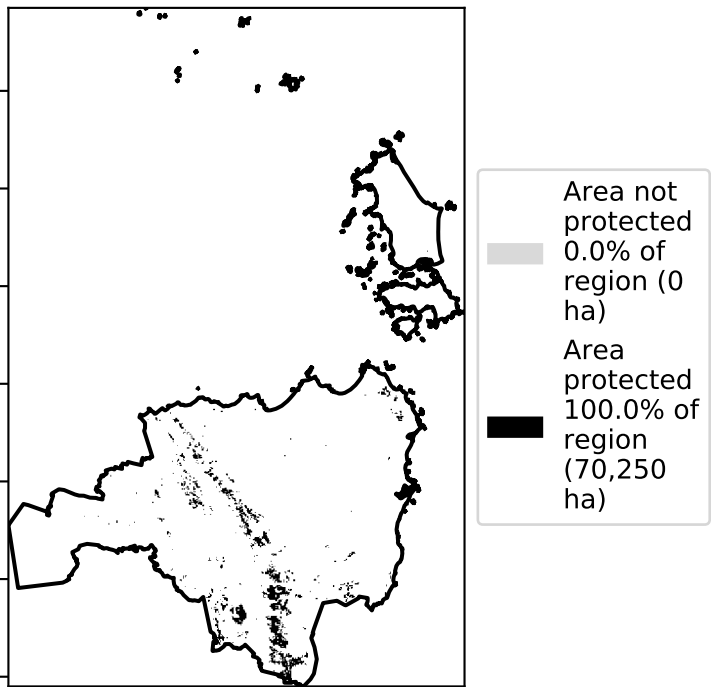 Area not
protected
0.0% of
region (0
ha)
Area
protected
100.0% of
region
(70,250
ha)